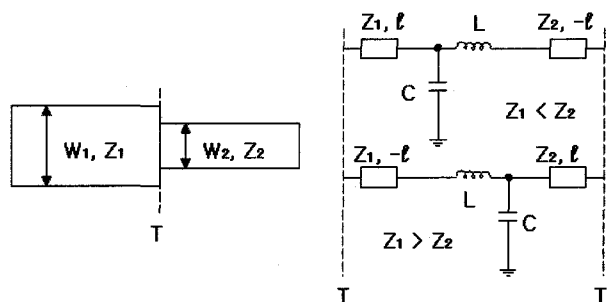 Z1, ℓ
L
Z2, -ℓ
C
Z1 < Z2
W1, Z1
W2, Z2
T
Z1, -ℓ
L
Z2, ℓ
C
Z1 > Z2
T
T